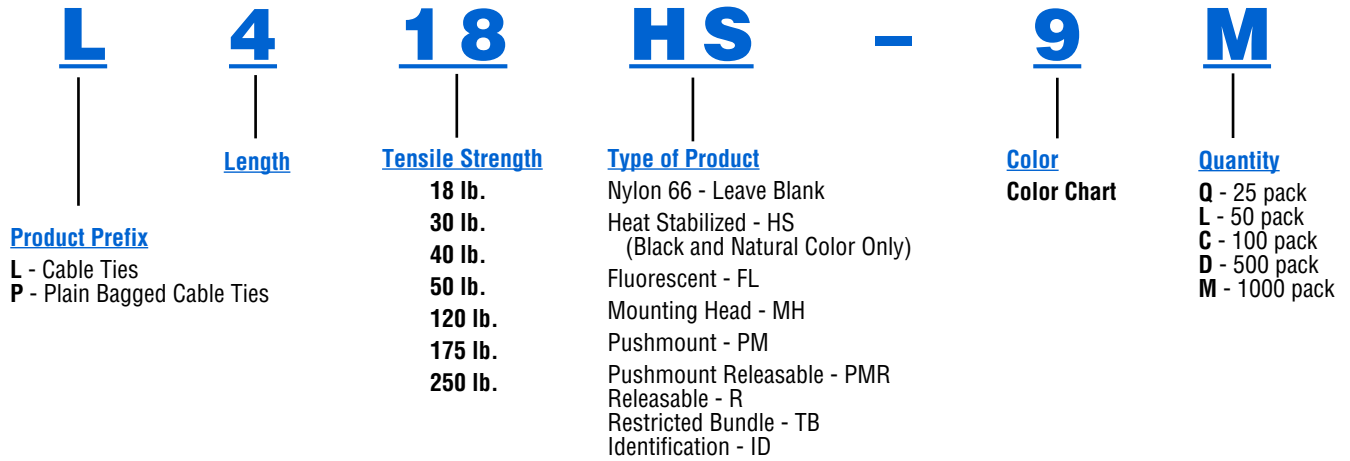 L 4 18 HS – 9 M
Product Prefix
L - Cable Ties
P - Plain Bagged Cable Ties
Length
Tensile Strength
18 lb.
30 lb.
40 lb.
50 lb.
120 lb.
175 lb.
250 lb.
Type of Product
Nylon 66 - Leave Blank
Heat Stabilized - HS
(Black and Natural Color Only)
Fluorescent - FL
Mounting Head - MH
Pushmount - PM
Pushmount Releasable - PMR
Releasable - R
Restricted Bundle - TB
Identification - ID
Color
Color Chart
Quantity
Q - 25 pack
L - 50 pack
C - 100 pack
D - 500 pack
M - 1000 pack